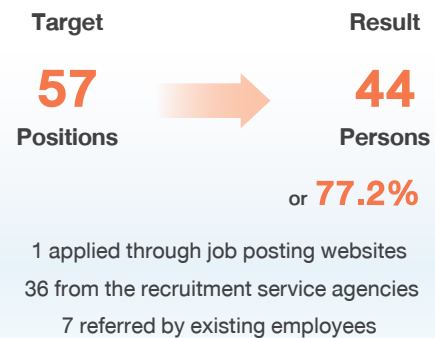 Target Result
57 44
Positions Persons
or 77.2%
1 applied through job posting websites
36 from the recruitment service agencies
7 referred by existing employees